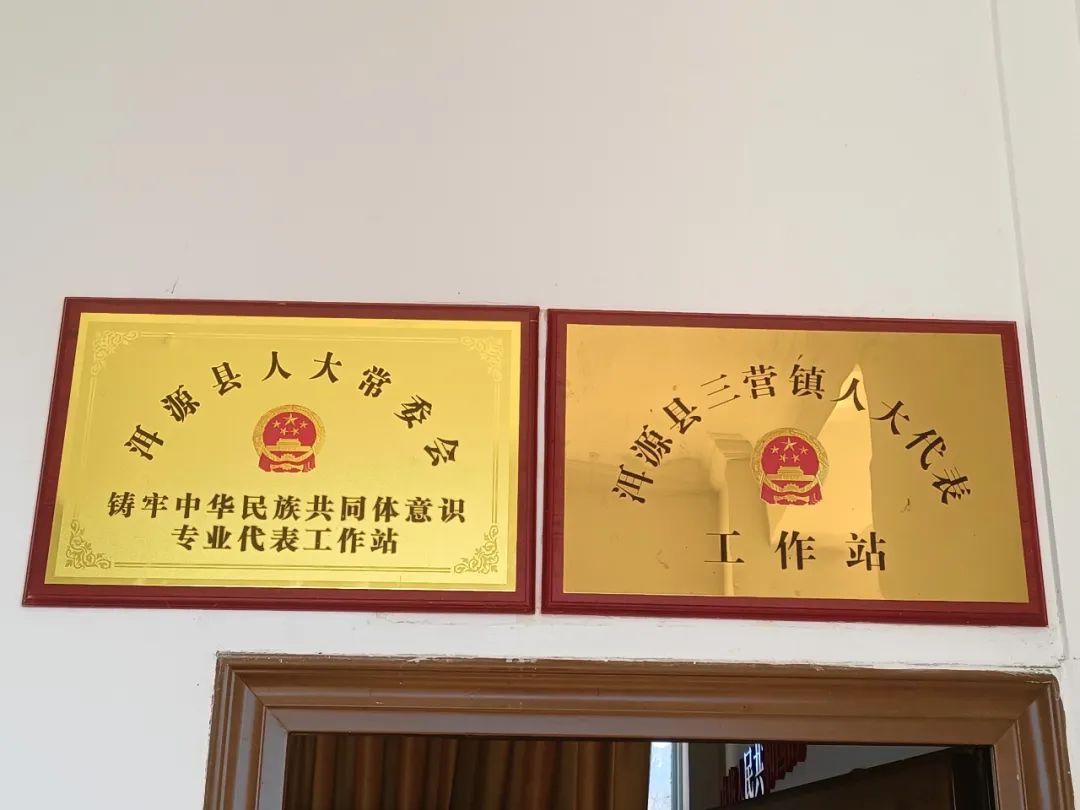 洱源县人大常委会
铸牢中华民族共同体意识
专业代表工作站
洱源县三营镇人大代表
工作站
民共